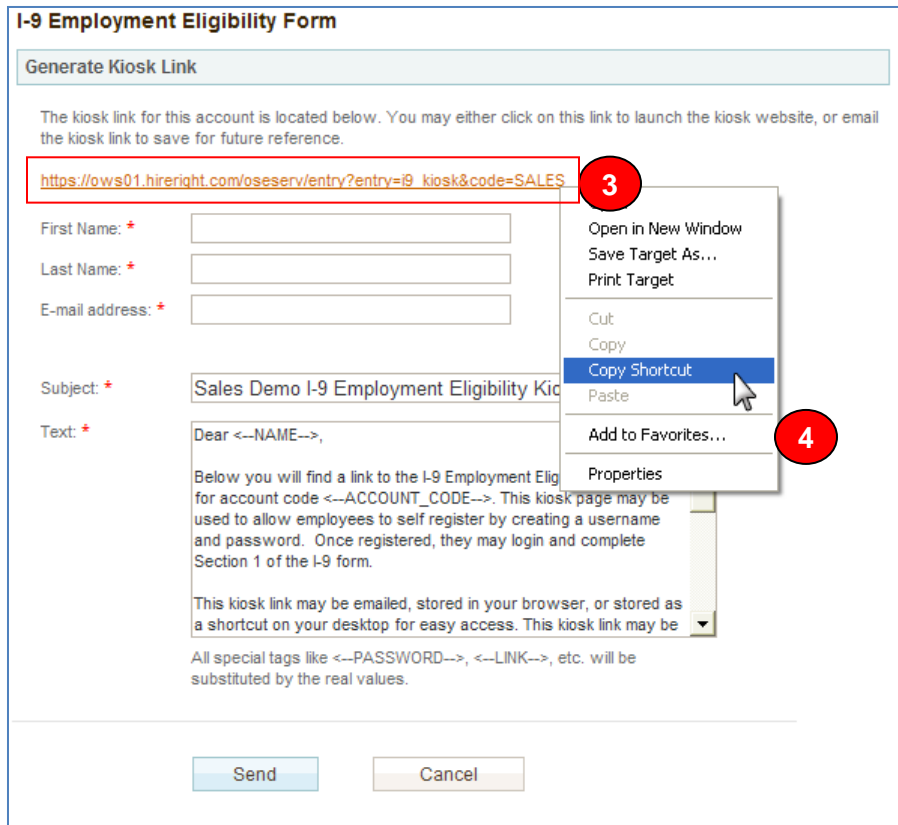 I-9 Employment Eligibility Form
Generate Kiosk Link
The kiosk link for this account is located below. You may either click on this link to launch the kiosk website, or email
the kiosk link to save for future reference.
https://ows01.hireright.com/oseserv/entry?entry=i9_kiosk&code=SALES
3
First Name: *
Last Name: *
E-mail address: *
Open in New Window
Save Target As...
Print Target
Cut
Copy
Copy Shortcut
Paste
Add to Favorites...
4
Properties
Subject: *
Sales Demo I-9 Employment Eligibility
Text: *
Dear <--NAME-->,
Below you will find a link to the I-9 Employment
for account code <--ACCOUNT_CODE-->. This kiosk page may be
used to allow employees to self register by creating a username
and password.  Once registered, they may login and complete
Section 1 of the I-9 form.
This kiosk link may be emailed, stored in your browser, or stored as
a shortcut on your desktop for easy access. This kiosk link may be
All special tags like <--PASSWORD-->, <--LINK-->, etc. will be
substituted by the real values.
Send
Cancel